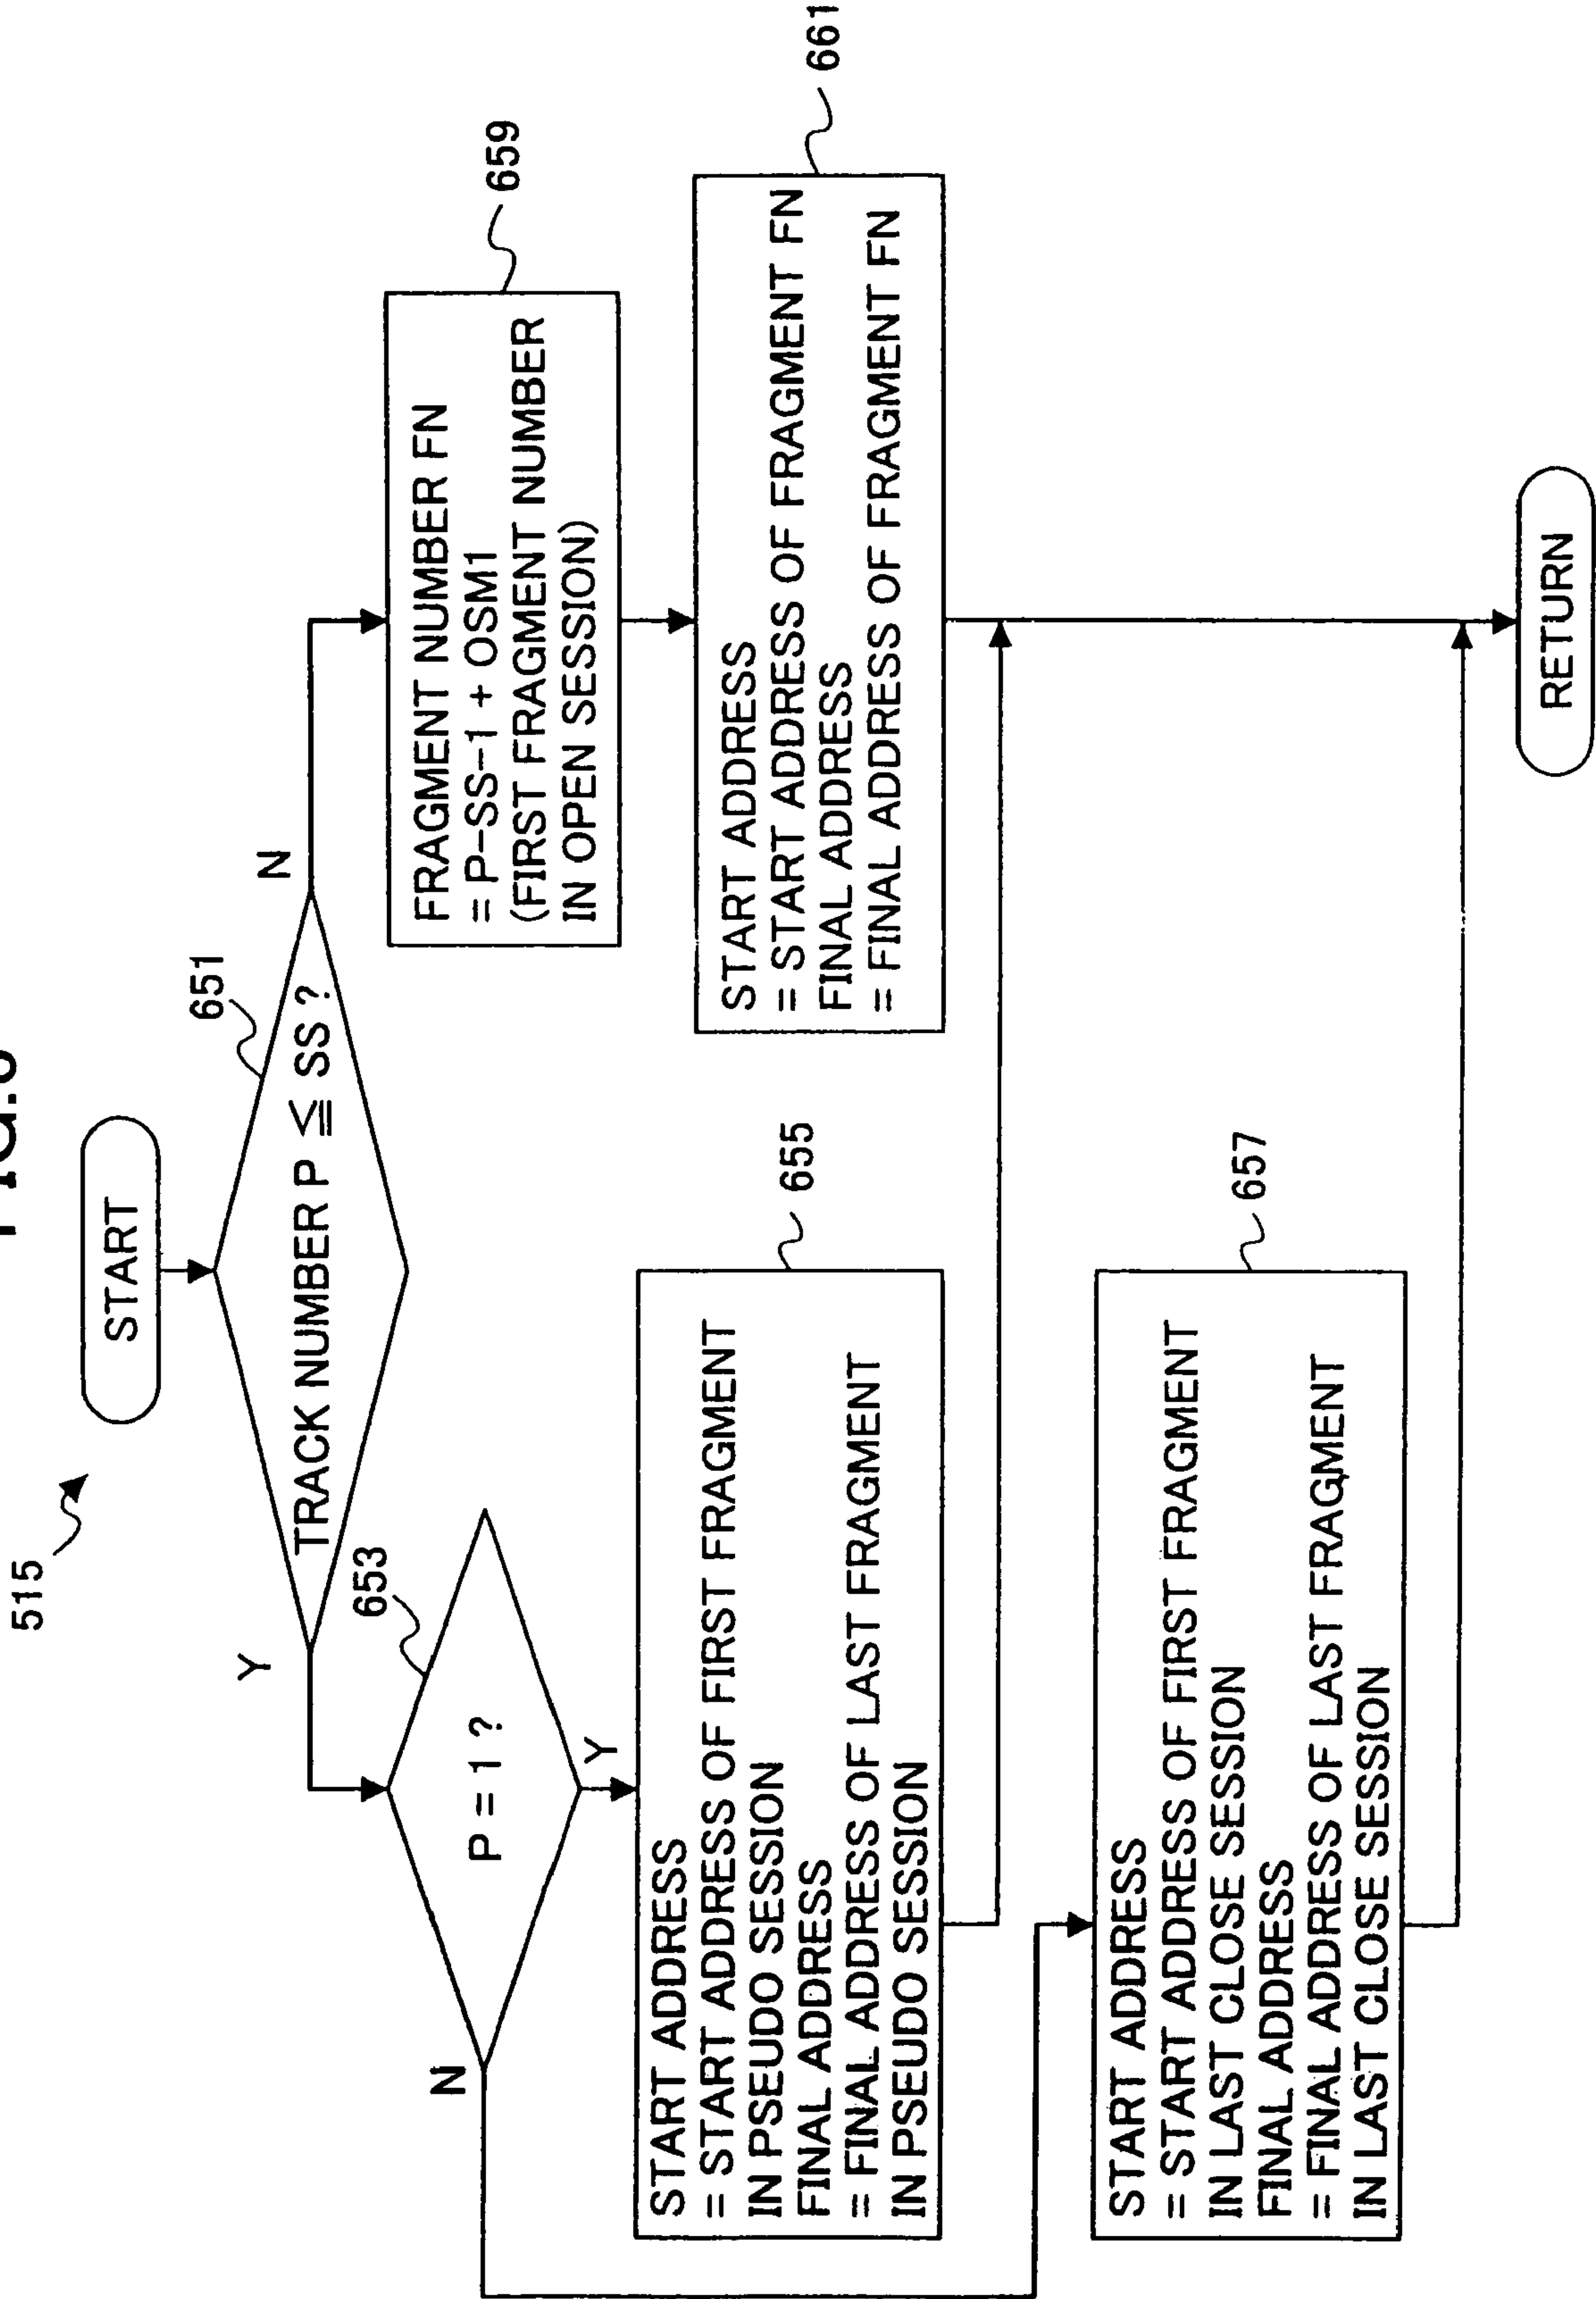 515
START
651
TRACK NUMBER P ≦ SS ?
Y
N
653
P = 1 ?
N
Y
659
FRAGMENT NUMBER FN
= P-SS-1 + OSM1
(FIRST FRAGMENT NUMBER
IN OPEN SESSION)
655
START ADDRESS
= START ADDRESS OF FIRST FRAGMENT
IN PSEUDO SESSION
FINAL ADDRESS
= FINAL ADDRESS OF LAST FRAGMENT
IN PSEUDO SESSION
661
START ADDRESS
= START ADDRESS OF FRAGMENT FN
FINAL ADDRESS
= FINAL ADDRESS OF FRAGMENT FN
657
START ADDRESS
= START ADDRESS OF FIRST FRAGMENT
IN LAST CLOSE SESSION
FINAL ADDRESS
= FINAL ADDRESS OF LAST FRAGMENT
IN LAST CLOSE SESSION
RETURN